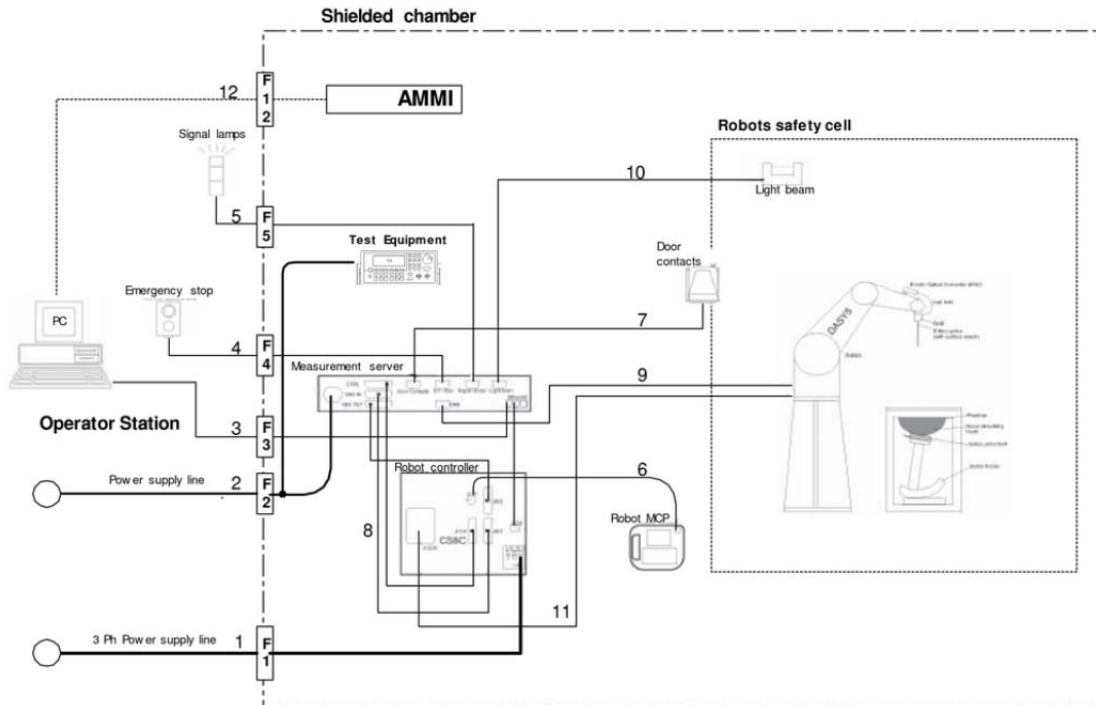 Shielded chamber
12
F
1
2
AMMI
Signal lamps
Robots safety cell
10
Light beam
5
F
5
Test Equipment
Door
contacts
Emergency stop
PC
DASY5
7
4
F
4
Measurement server
9
Operator Station
3
F
3
Robot controller
6
Power supply line
2
F
2
Robot MCP
8
CS8C
11
3 Ph Power supply line
1
F
1